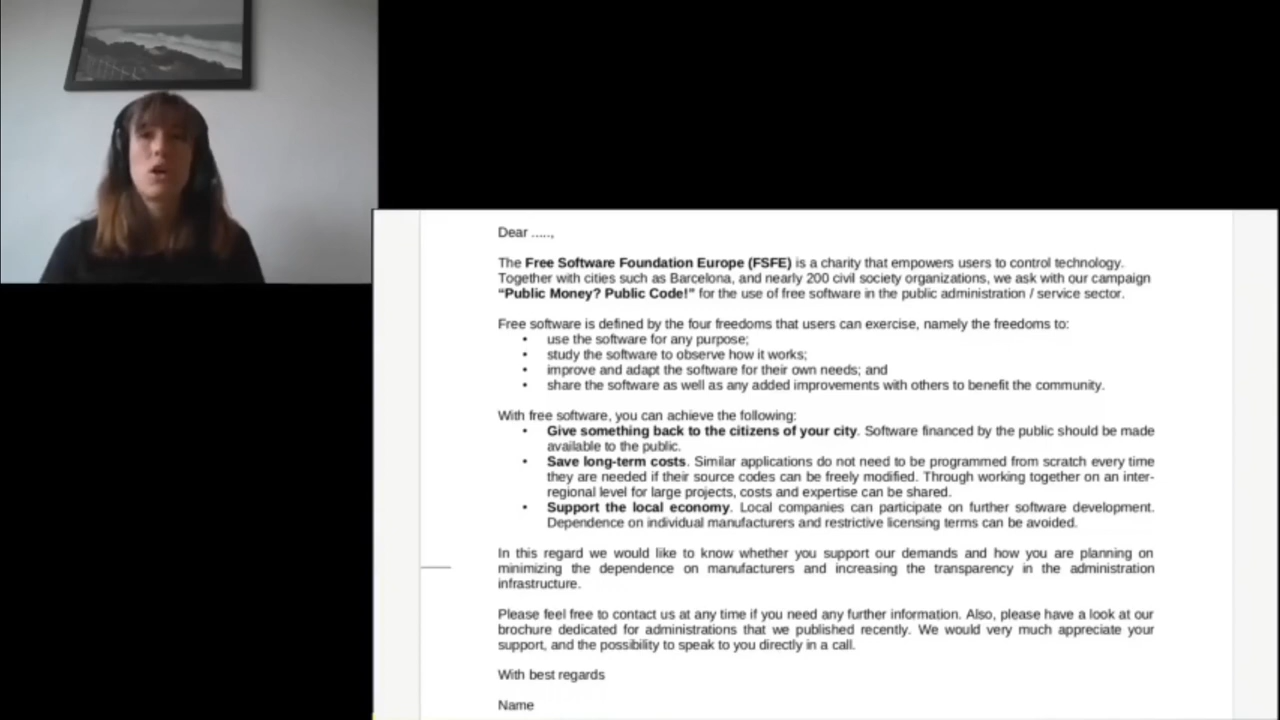 Dear .....,
The Free Software Foundation Europe (FSFE) is a charity that empowers users to control technology.
Together with cities such as Barcelona, and nearly 200 civil society organizations, we ask with our campaign
“Public Money? Public Code!” for the use of free software in the public administration / service sector.
Free software is defined by the four freedoms that users can exercise, namely the freedoms to:
• use the software for any purpose;
• study the software to observe how it works;
• improve and adapt the software for their own needs; and
• share the software as well as any added improvements with others to benefit the community.
With free software, you can achieve the following:
• Give something back to the citizens of your city. Software financed by the public should be made
available to the public.
• Save long-term costs. Similar applications do not need to be programmed from scratch every time
they are needed if their source codes can be freely modified. Through working together on an inter-
regional level for large projects, costs and expertise can be shared.
• Support the local economy. Local companies can participate on further software development.
Dependence on individual manufacturers and restrictive licensing terms can be avoided.
In this regard we would like to know whether you support our demands and how you are planning on
minimizing the dependence on manufacturers and increasing the transparency in the administration
infrastructure.
Please feel free to contact us at any time if you need any further information. Also, please have a look at our
brochure dedicated for administrations that we published recently. We would very much appreciate your
support, and the possibility to speak to you directly in a call.
With best regards
Name